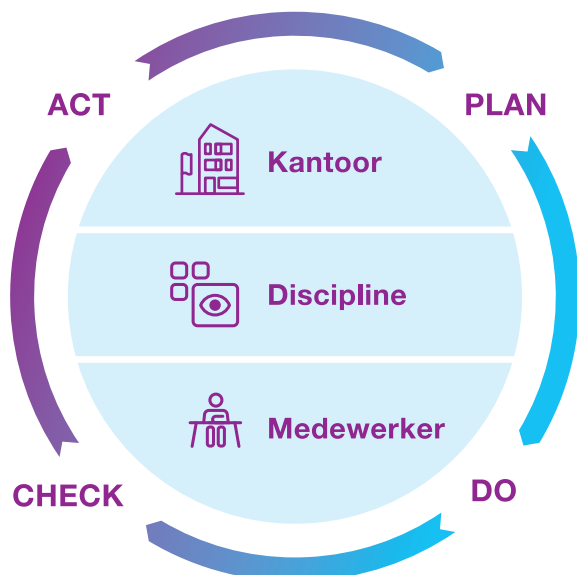 ACT
PLAN
Kantoor
Discipline
Medewerker
CHECK
DO